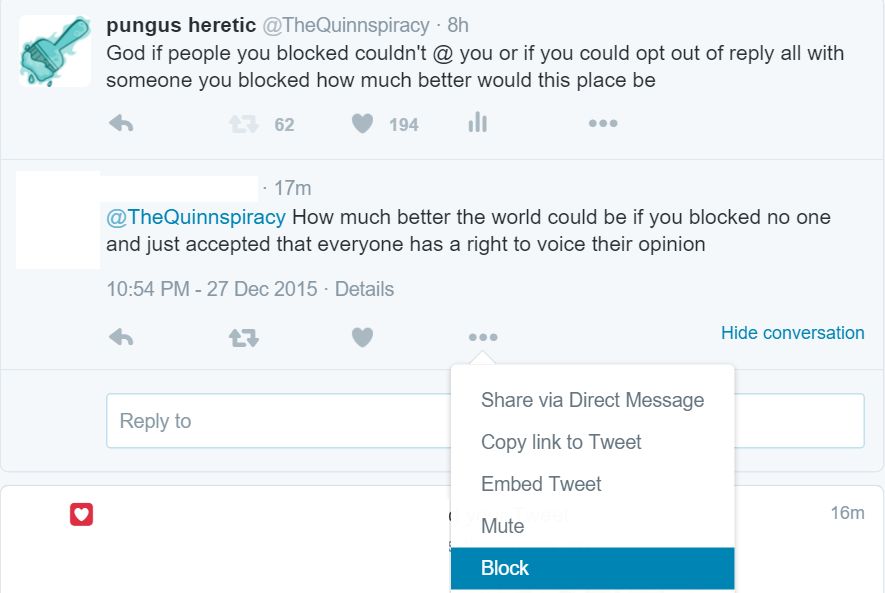 pungus heretic @TheQuinnspiracy · 8h
God if people you blocked couldn't @ you or if you could opt out of reply all with
someone you blocked how much better would this place be
62 194
· 17m
@TheQuinnspiracy How much better the world could be if you blocked no one
and just accepted that everyone has a right to voice their opinion
10:54 PM - 27 Dec 2015 · Details
Hide conversation
Share via Direct Message
Reply to
Copy link to Tweet
Embed Tweet
16m
Mute
Block